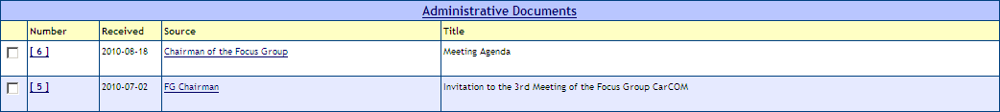 Administrative Documents
Number Received Source Title
[ 6 ] 2010-08-18 Chairman of the Focus Group Meeting Agenda
[ 5 ] 2010-07-02 FG Chairman Invitation to the 3rd Meeting of the Focus Group CarCOM